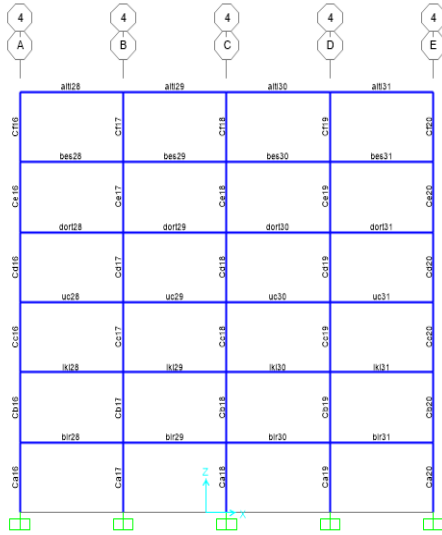 4 4 4 4 4
A B C D E
alti28 alti29 alti30 alti31
Cf16 Cf17 Cf18 Cf19 Cf20
bes28 bes29 bes30 bes31
Ce16 Ce17 Ce18 Ce19 Ce20
dort28 dort29 dort30 dort31
Cd16 Cd17 Cd18 Cd19 Cd20
uc28 uc29 uc30 uc31
Cc16 Cc17 Cc18 Cc19 Cc20
iki28 iki29 iki30 iki31
Cb16 Cb17 Cb18 Cb19 Cb20
bir28 bir29 bir30 bir31
Ca16 Ca17 Ca18 Ca19 Ca20
Z
X